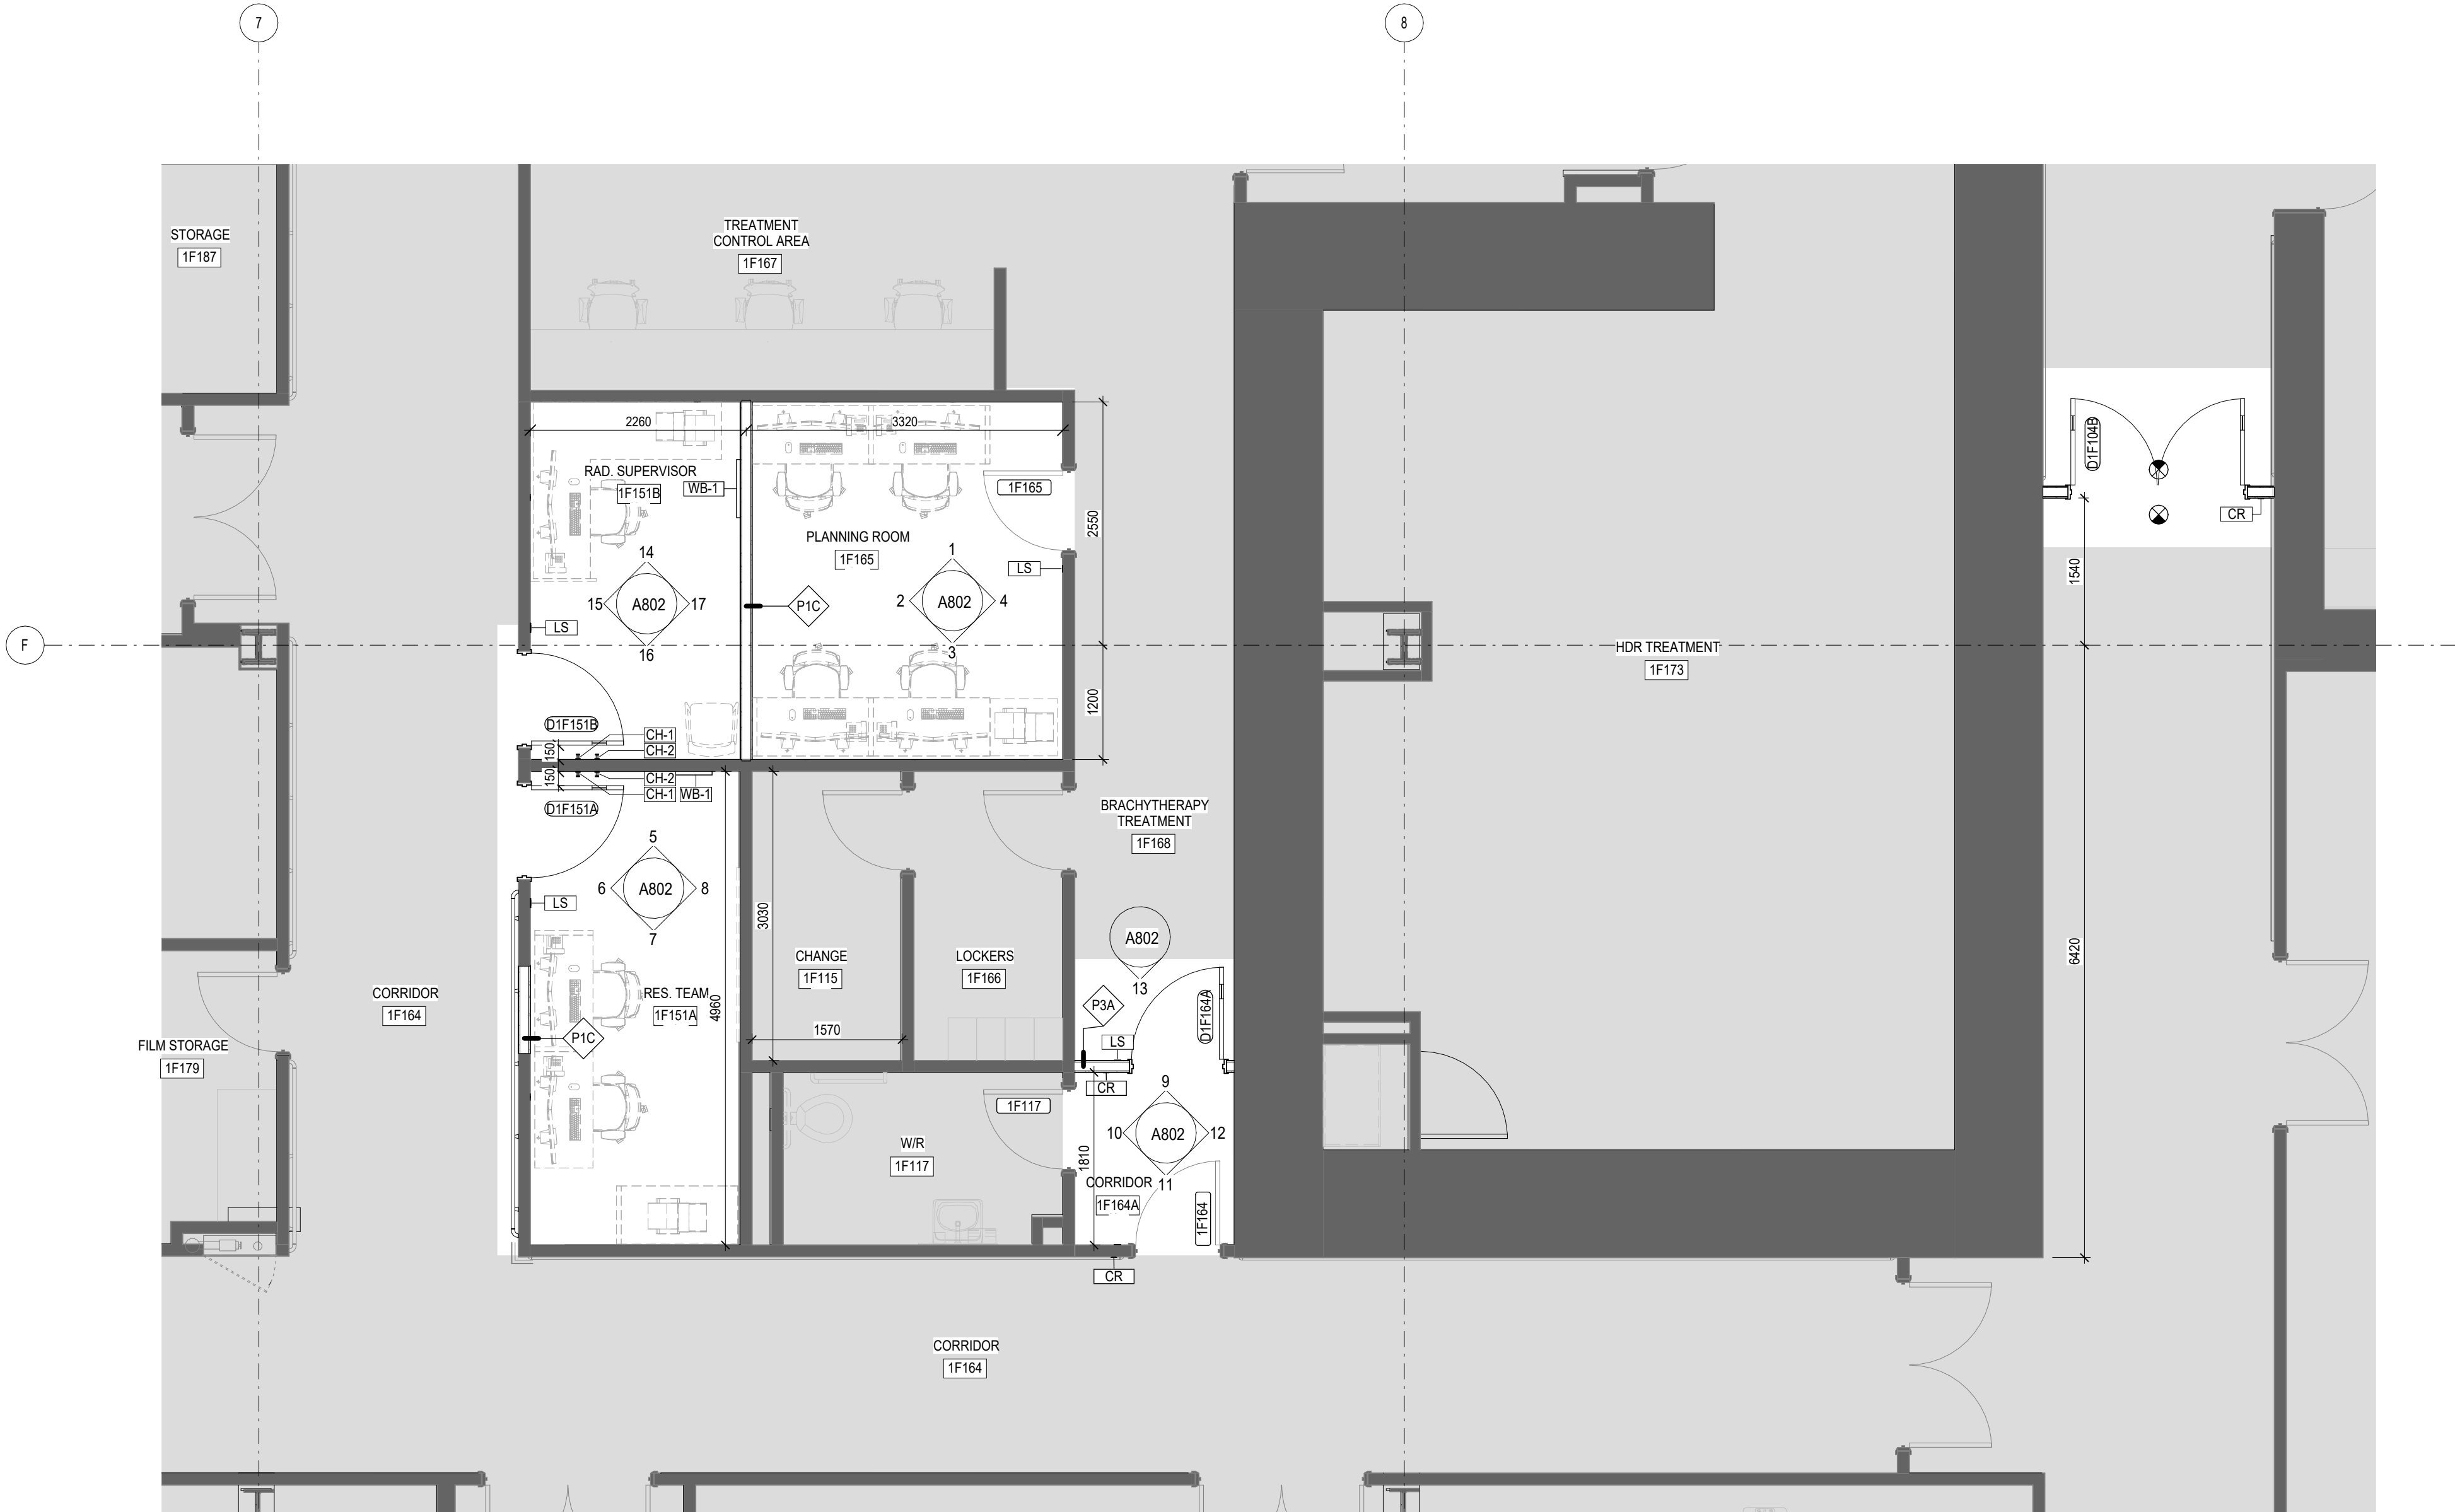 7
8
STORAGE
1F187
TREATMENT
CONTROL AREA
1F167
2260
3320
D1F104B
RAD. SUPERVISOR
1F151B
WB-1
1F165
CR
PLANNING ROOM
1F165
2550
14
15
A802
17
16
1
2
A802
4
3
LS
P1C
LS
1540
F
HDR TREATMENT
1F173
1200
D1F151B
CH-1
CH-2
150
150
CH-2
CH-1
WB-1
D1F151A
BRACHYTHERAPY
TREATMENT
1F168
5
6
A802
8
7
LS
3030
A802
13
6420
CHANGE
1F115
LOCKERS
1F166
CORRIDOR
1F164
RES. TEAM
1F151A
4960
P3A
D1F164A
1570
P1C
LS
FILM STORAGE
1F179
CR
1F117
9
10
A802
12
11
W/R
1F117
1810
CORRIDOR
1F164A
1F164
CR
CORRIDOR
1F164